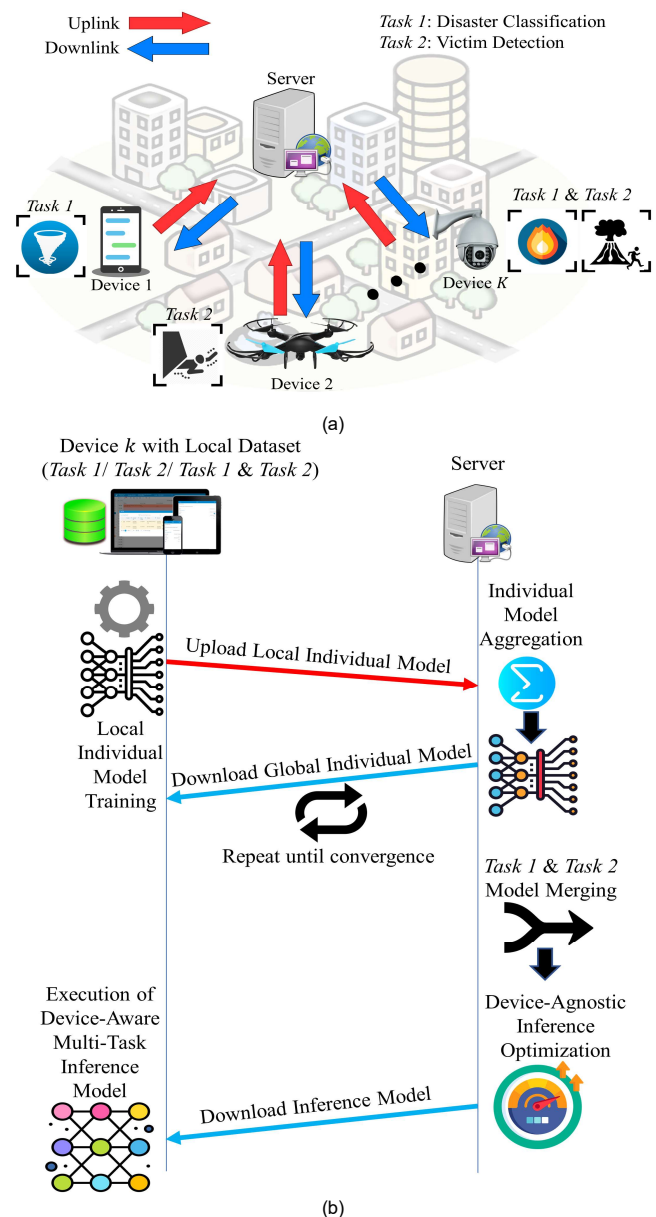 Uplink
Downlink
Task 1: Disaster Classification
Task 2: Victim Detection
Server
Task 1
Device 1
Task 2
Device 2
Task 1 & Task 2
Device K
(a)
Device k with Local Dataset
(Task 1/ Task 2/ Task 1 & Task 2)
Server
Individual
Model
Aggregation
Upload Local Individual Model
Local
Individual
Model
Training
Download Global Individual Model
Repeat until convergence
Task 1 & Task 2
Model Merging
Execution of
Device-Aware
Multi-Task
Inference
Model
Device-Agnostic
Inference
Optimization
Download Inference Model
(b)